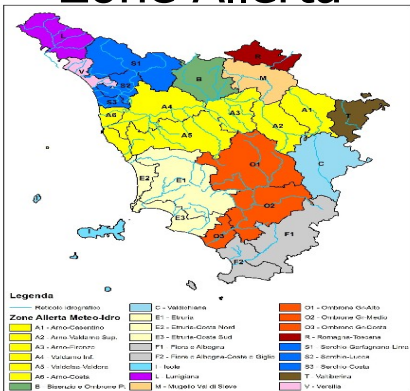 Zone Allerta
L
V
S1
S2
S3
B
R
M
A4
A3
A1
A6
A5
A2
T
O1
C
E2
E1
O2
E3
O3
F1
F2
I
Legenda
Reticolo Idrografico
Zone Allerta Meteo-Idro
A1 - Arno-Casentino
A2 - Arno-Valdarno Sup.
A3 - Arno-Firenze
A4 - Valdarno Inf.
A5 - Valdelsa-Valdera
A6 - Arno-Costa
B - Bisenzio e Ombrone Pt
C - Valdichiana
E1 - Etruria
E2 - Etruria-Costa Nord
E3 - Etruria-Costa Sud
F1 - Fiora e Albegna
F2 - Fiora e Albegna-Costa e Giglio
I - Isole
L - Lunigiana
M - Mugello Val di Sieve
O1 - Ombrone Gr-Alto
O2 - Ombrone Gr-Medio
O3 - Ombrone Gr-Costa
R - Romagna-Toscana
S1 - Serchio Garfagnana Lima
S2 - Serchio-Lucca
S3 - Serchio Costa
T - Valtiberina
V - Versilia